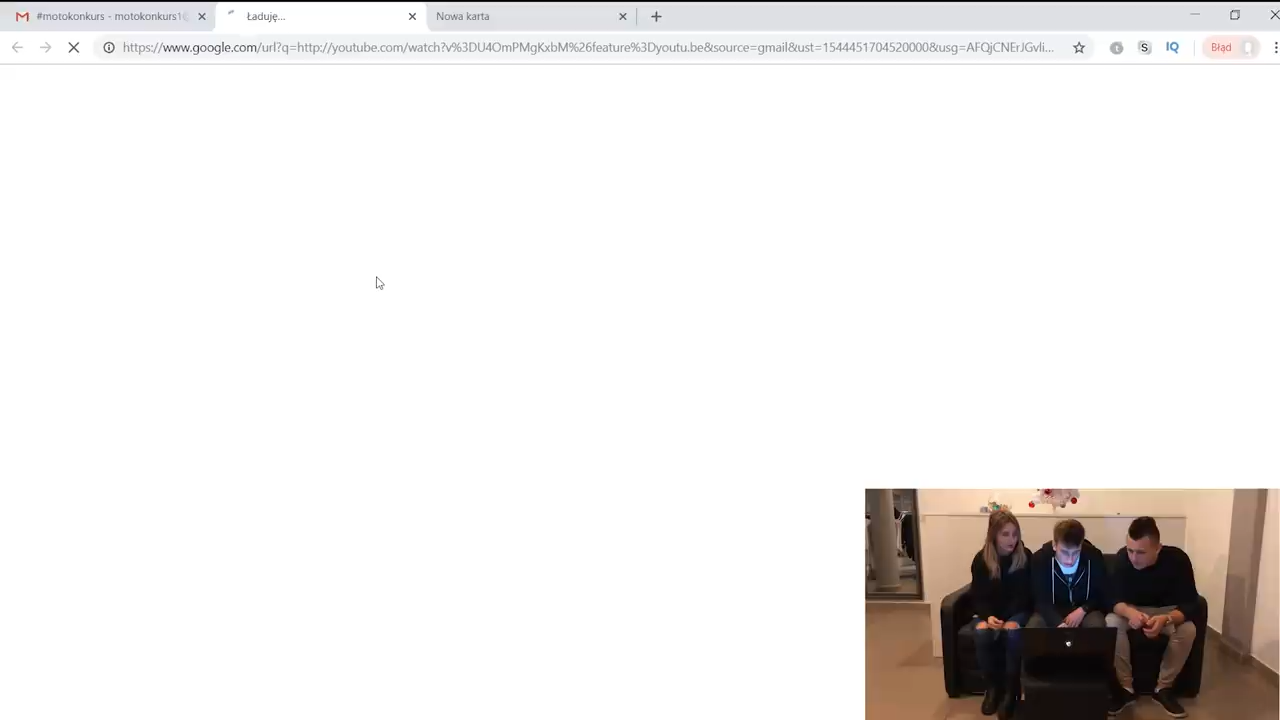 #motokonkurs - motokonkurs1@
Ładuję...
Nowa karta
https://www.google.com/url?q=http://youtube.com/watch?v%3DU4OmPMgKxbM%26feature%3Dyoutu.be&source=gmail&ust=1544451704520000&usg=AFQjCNErJGvli...
IQ
Błąd